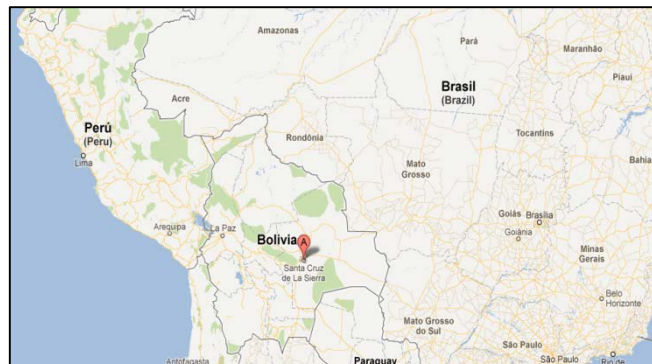 Amazonas
Pará
Maranhão
Brasil
(Brazil)
Piauí
Acre
Perú
(Peru)
Rondônia
Tocantins
Lima
Mato
Grosso
Bahia
Goiás
Brasília
Arequipa
La Paz
Bolivia
A
Goiânia
Santa Cruz
de La Sierra
Minas
Gerais
Belo
Horizonte
Mato Grosso
do Sul
São Paulo
São Paulo
Antofagasta
Paraguay
Rio de